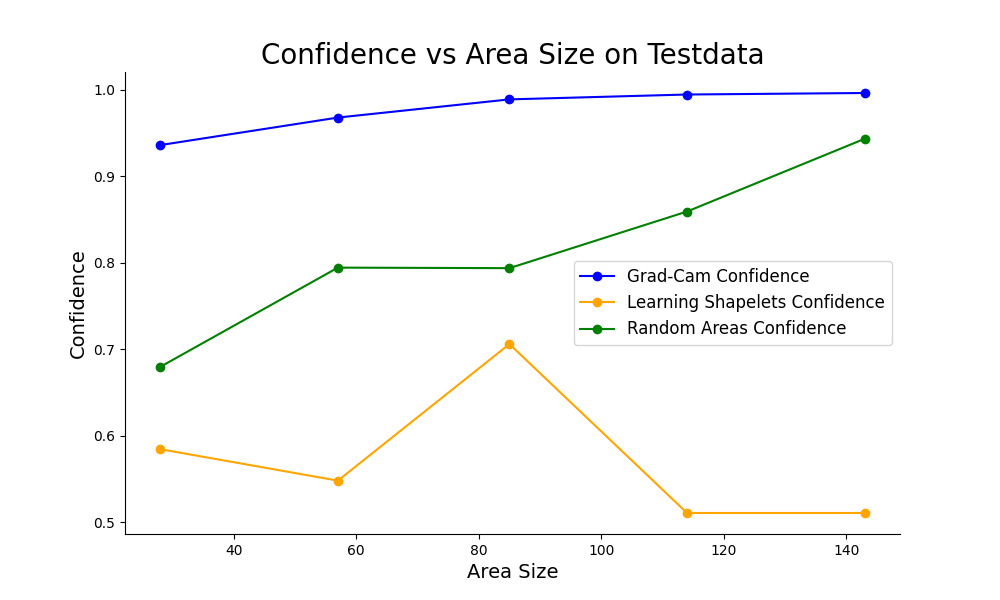 Confidence vs Area Size on Testdata
1.0
0.9
0.8
0.7
0.6
0.5
Confidence
Grad-Cam Confidence
Learning Shapelets Confidence
Random Areas Confidence
40 60 80 100 120 140
Area Size